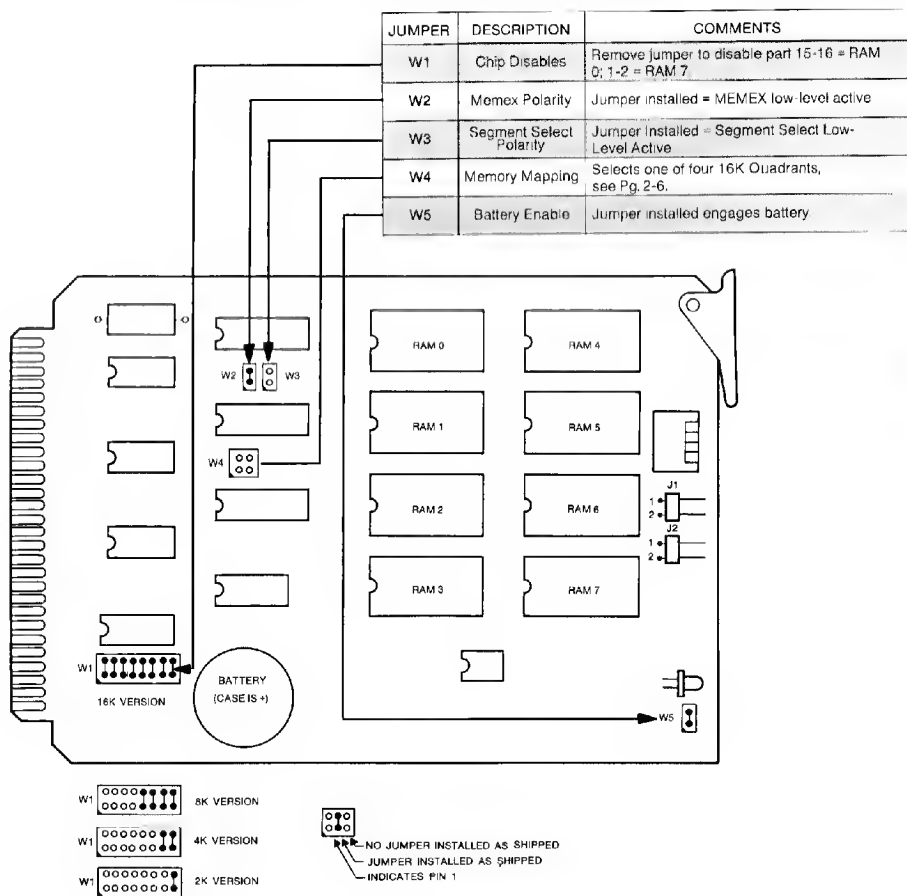 JUMPER DESCRIPTION COMMENTS
W1 Chip Disables Remove jumper to disable part 15-16 = RAM
0; 1-2 = RAM 7
W2 Memex Polarity Jumper installed = MEMEX low-level active
W3 Segment Select
Polarity Jumper Installed = Segment Select Low-
Level Active
W4 Memory Mapping Selects one of four 16K Quadrants,
see Pg. 2-6.
W5 Battery Enable Jumper installed engages battery
RAM 0 RAM 4
W2 W3
RAM 1 RAM 5
W4
J1
1
2
RAM 2 RAM 6
J2
1
2
RAM 3 RAM 7
W1
16K VERSION
BATTERY
(CASE IS +)
W5
W1 8K VERSION
W1 4K VERSION
W1 2K VERSION
NO JUMPER INSTALLED AS SHIPPED
JUMPER INSTALLED AS SHIPPED
INDICATES PIN 1